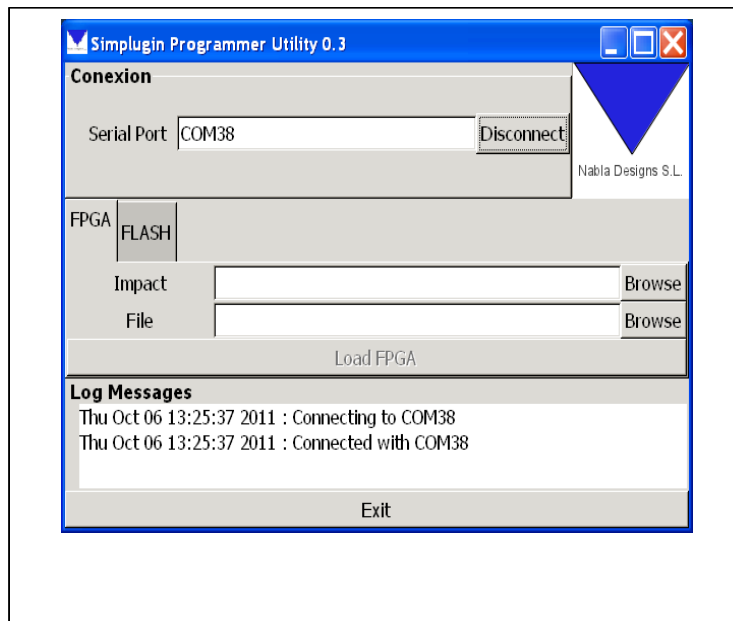 Simplugin Programmer Utility 0.3
Conexion
Serial Port COM38 Disconnect
Nabla Designs S.L.
FPGA FLASH
Impact Browse
File Browse
Load FPGA
Log Messages
Thu Oct 06 13:25:37 2011 : Connecting to COM38
Thu Oct 06 13:25:37 2011 : Connected with COM38
Exit